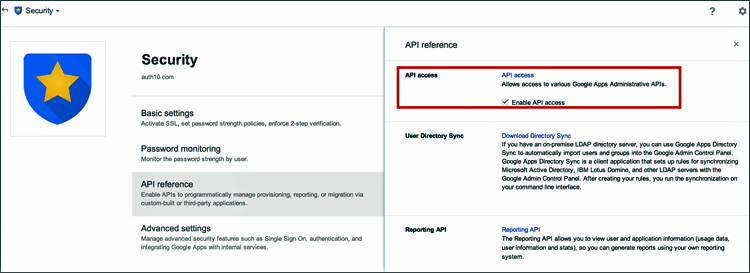 Security
?
Security
auth10.com
Basic settings
Activate SSL, set password strength policies, enforce 2-step verification.
Password monitoring
Monitor the password strength by user.
API reference
Enable APIs to programmatically manage provisioning, reporting, or migration via
custom-built or third-party applications.
Advanced settings
Manage advanced security features such as Single Sign On, authentication, and
integrating Google Apps with internal services.
API reference
API access
API access
Allows access to various Google Apps Administrative APIs.
Enable API access
User Directory Sync
Download Directory Sync
If you have an on-premise LDAP directory server, you can use Google Apps Directory
Sync to automatically import users and groups into the Google Admin Control Panel.
Google Apps Directory Sync is a client application that sets up rules for synchronizing
Microsoft Active Directory, IBM Lotus Domino, and other LDAP servers with the
Google Admin Control Panel. After creating your rules, you run the synchronization on
your command line interface.
Reporting API
Reporting API
The Reporting API allows you to view user and application information (usage data,
user information and stats), so you can generate reports using your own reporting
system.